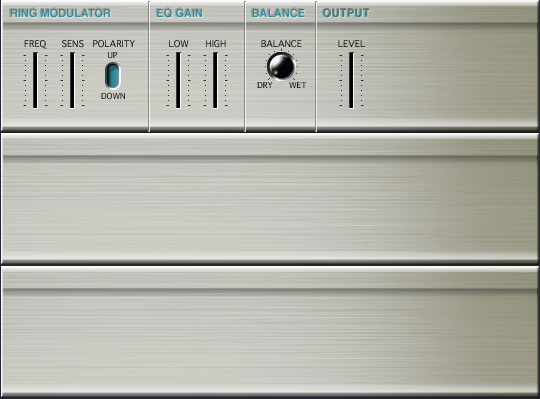 RING MODULATOR EQ GAIN BALANCE OUTPUT
FREQ SENS POLARITY LOW HIGH BALANCE LEVEL
UP
DRY WET
DOWN